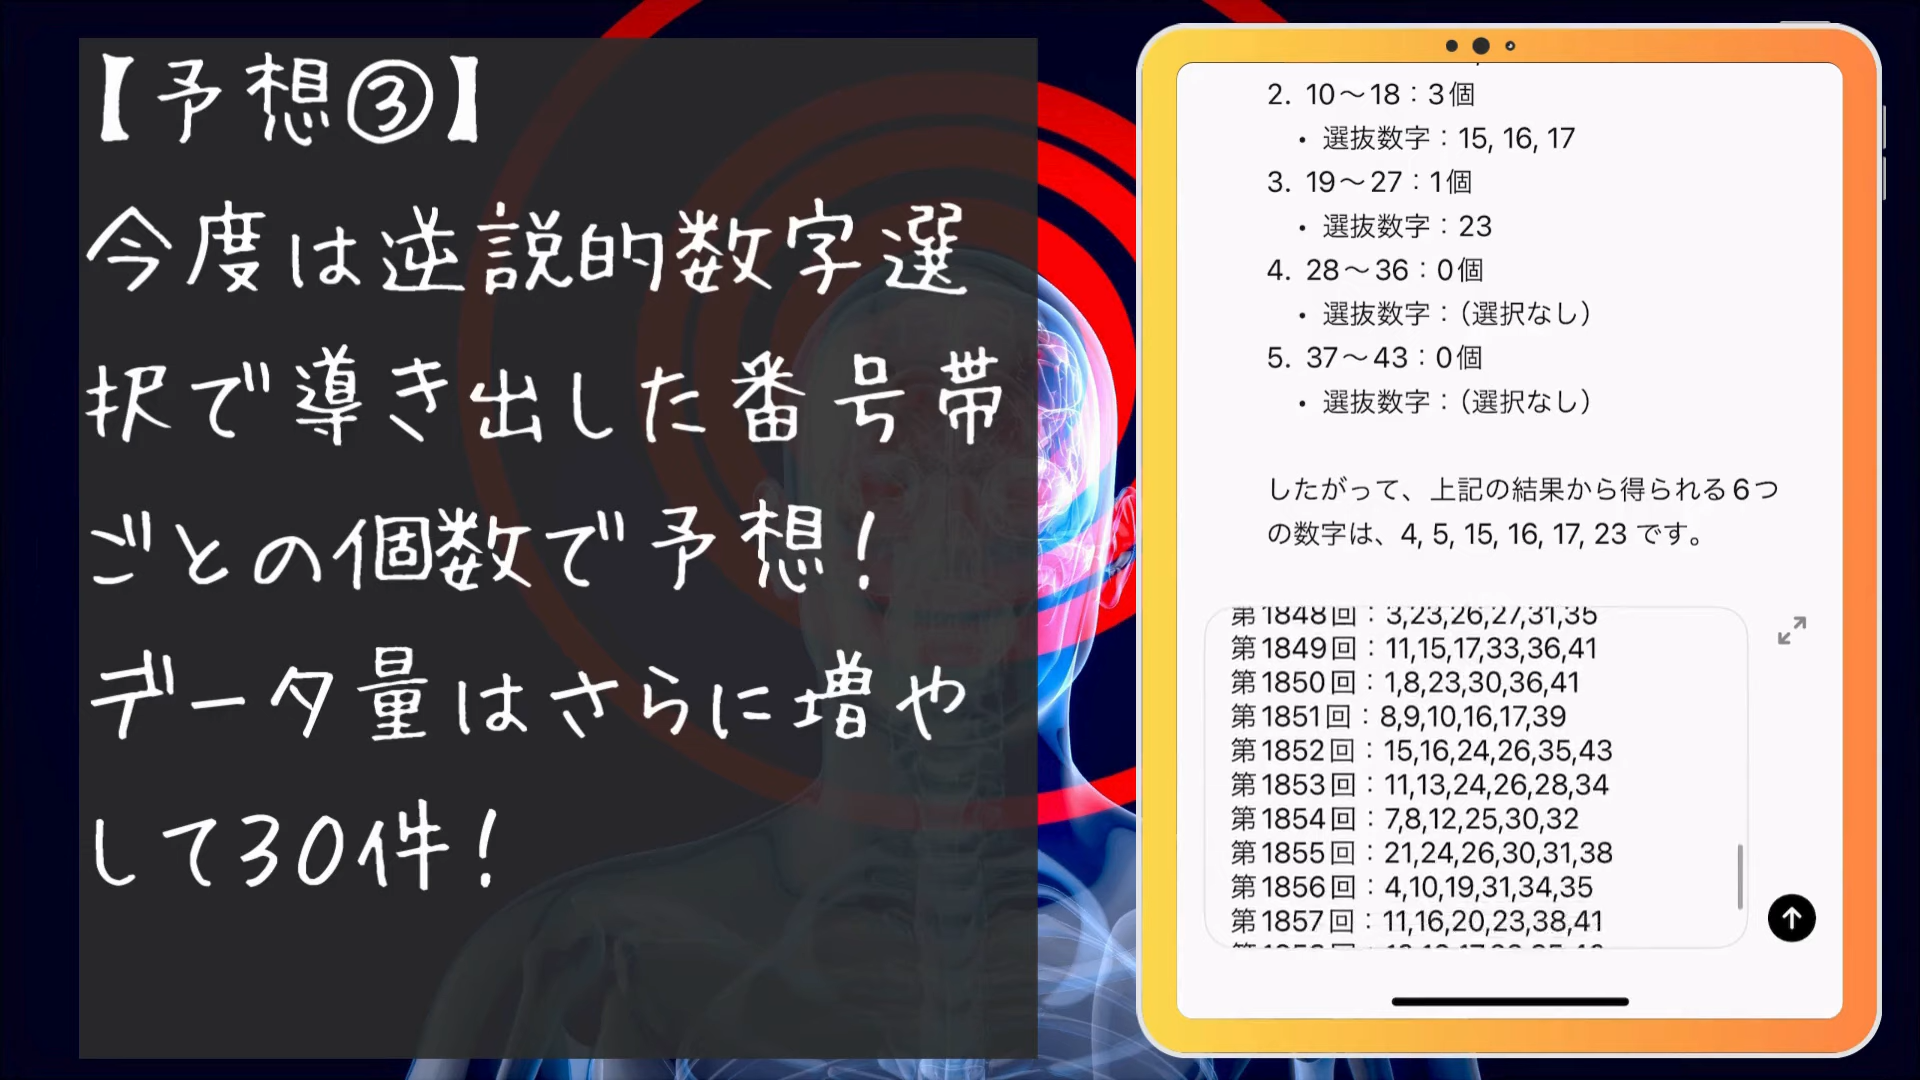 【予想③】
今度は逆説的数字選
択で導き出した番号帯
ごとの個数で予想！
データ量はさらに増や
して30件！
2. 10〜18：3個
・選抜数字：15, 16, 17
3. 19〜27：1個
・選抜数字：23
4. 28〜36：0個
・選抜数字：（選択なし）
5. 37〜43：0個
・選抜数字：（選択なし）
したがって、上記の結果から得られる6つ
の数字は、4, 5, 15, 16, 17, 23 です。
第1848回：3,23,26,27,31,35
第1849回：11,15,17,33,36,41
第1850回：1,8,23,30,36,41
第1851回：8,9,10,16,17,39
第1852回：15,16,24,26,35,43
第1853回：11,13,24,26,28,34
第1854回：7,8,12,25,30,32
第1855回：21,24,26,30,31,38
第1856回：4,10,19,31,34,35
第1857回：11,16,20,23,38,41